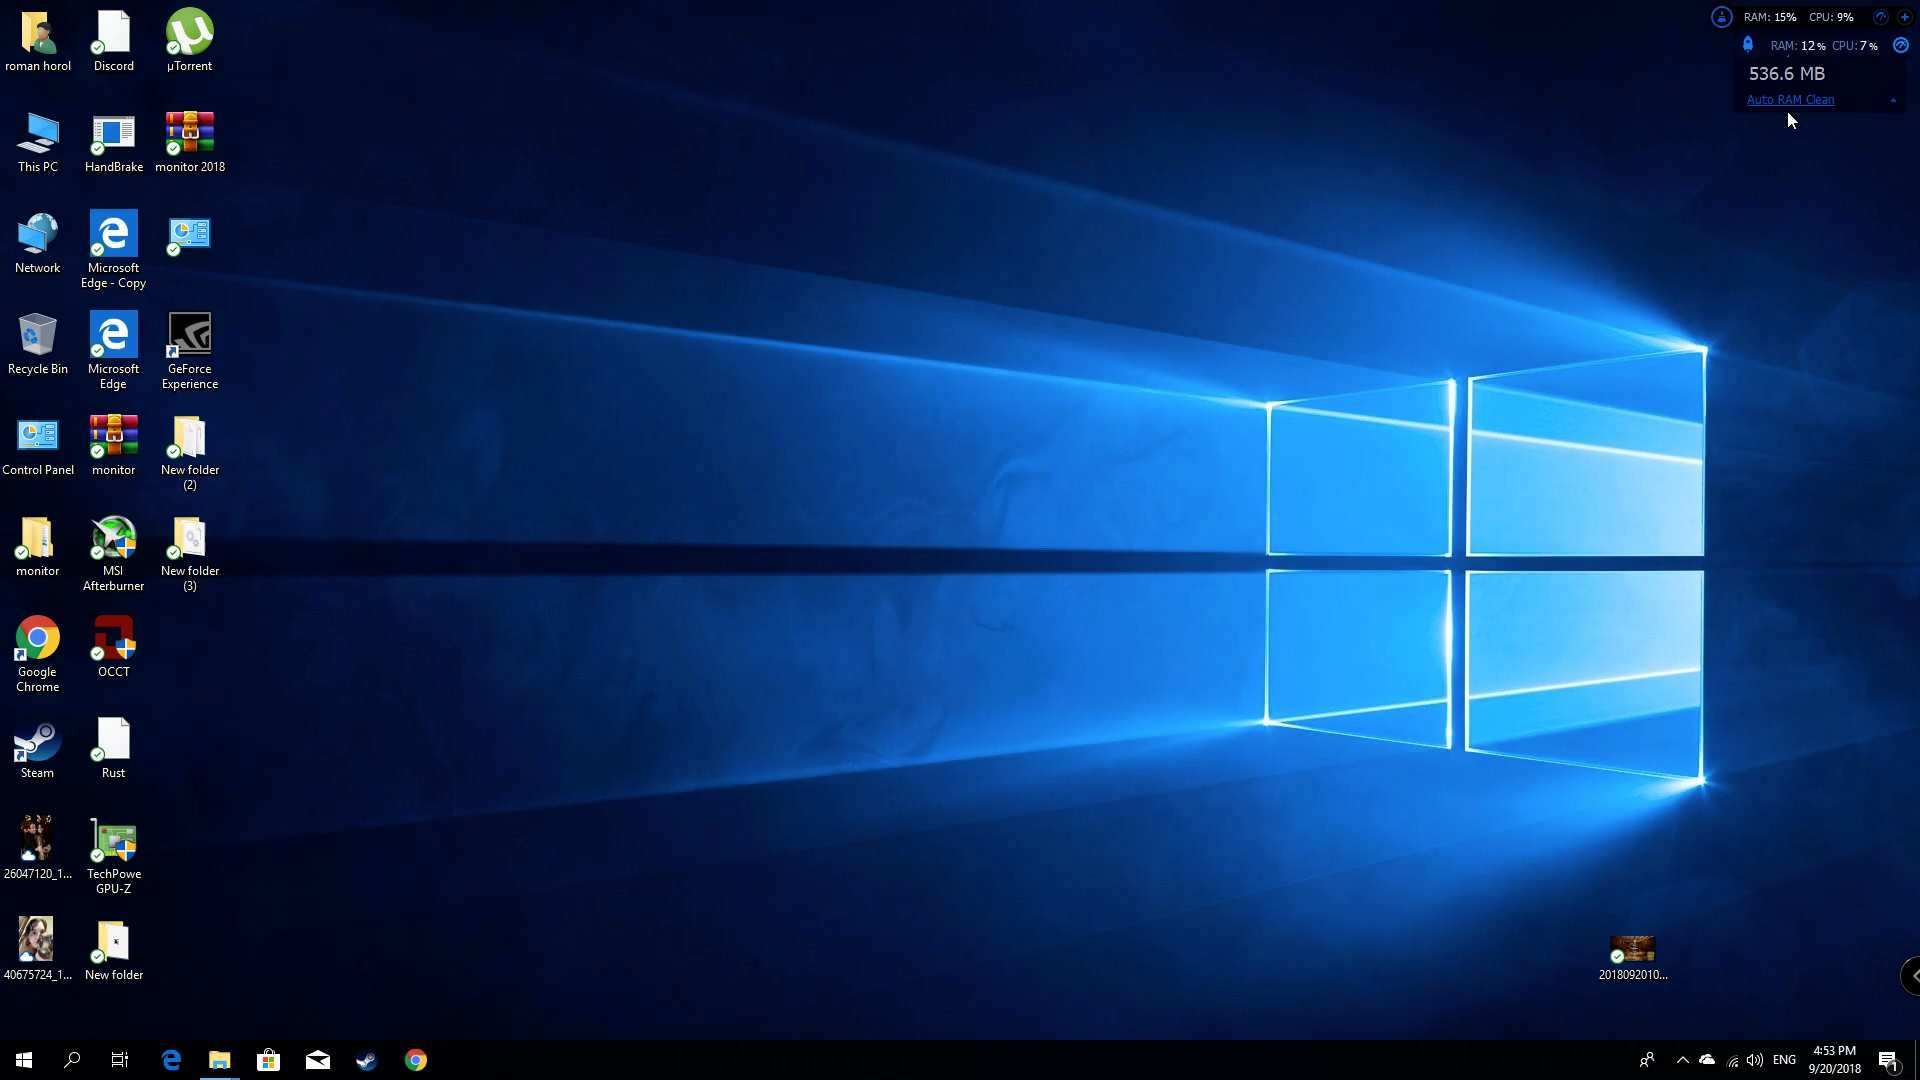 RAM: 15% CPU: 9%
RAM: 12% CPU: 7%
536.6 MB
Auto RAM Clean
roman horol
Discord
µTorrent
This PC
HandBrake
monitor 2018
Network
Microsoft
Edge - Copy
Recycle Bin
Microsoft
Edge
GeForce
Experience
Control Panel
monitor
New folder
(2)
monitor
MSI
Afterburner
New folder
(3)
Google
Chrome
OCCT
Steam
Rust
26047120_1...
TechPowe
GPU-Z
40675724_1...
New folder
2018092010...
ENG
4:53 PM
9/20/2018
1